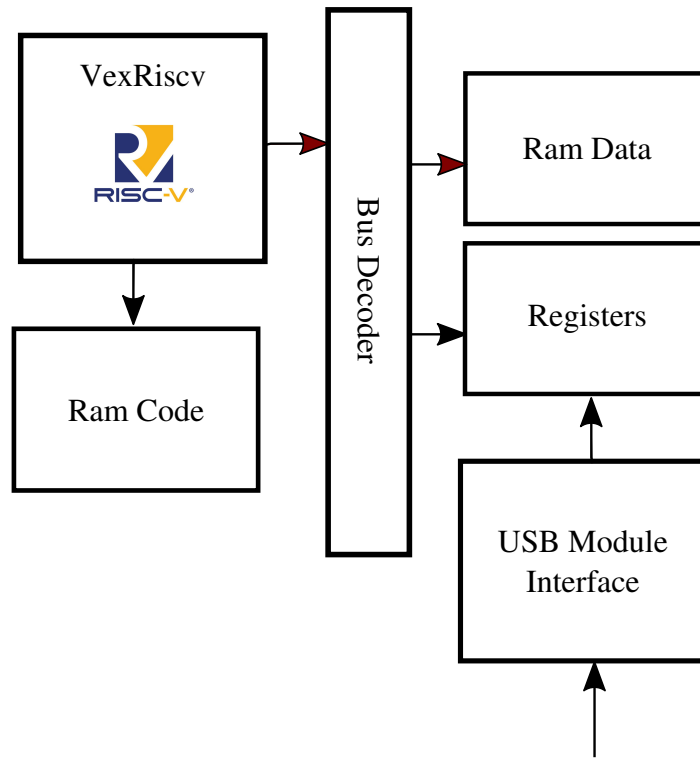 VexRiscv
RISC-V®
Ram Code
Bus Decoder
Ram Data
Registers
USB Module
Interface